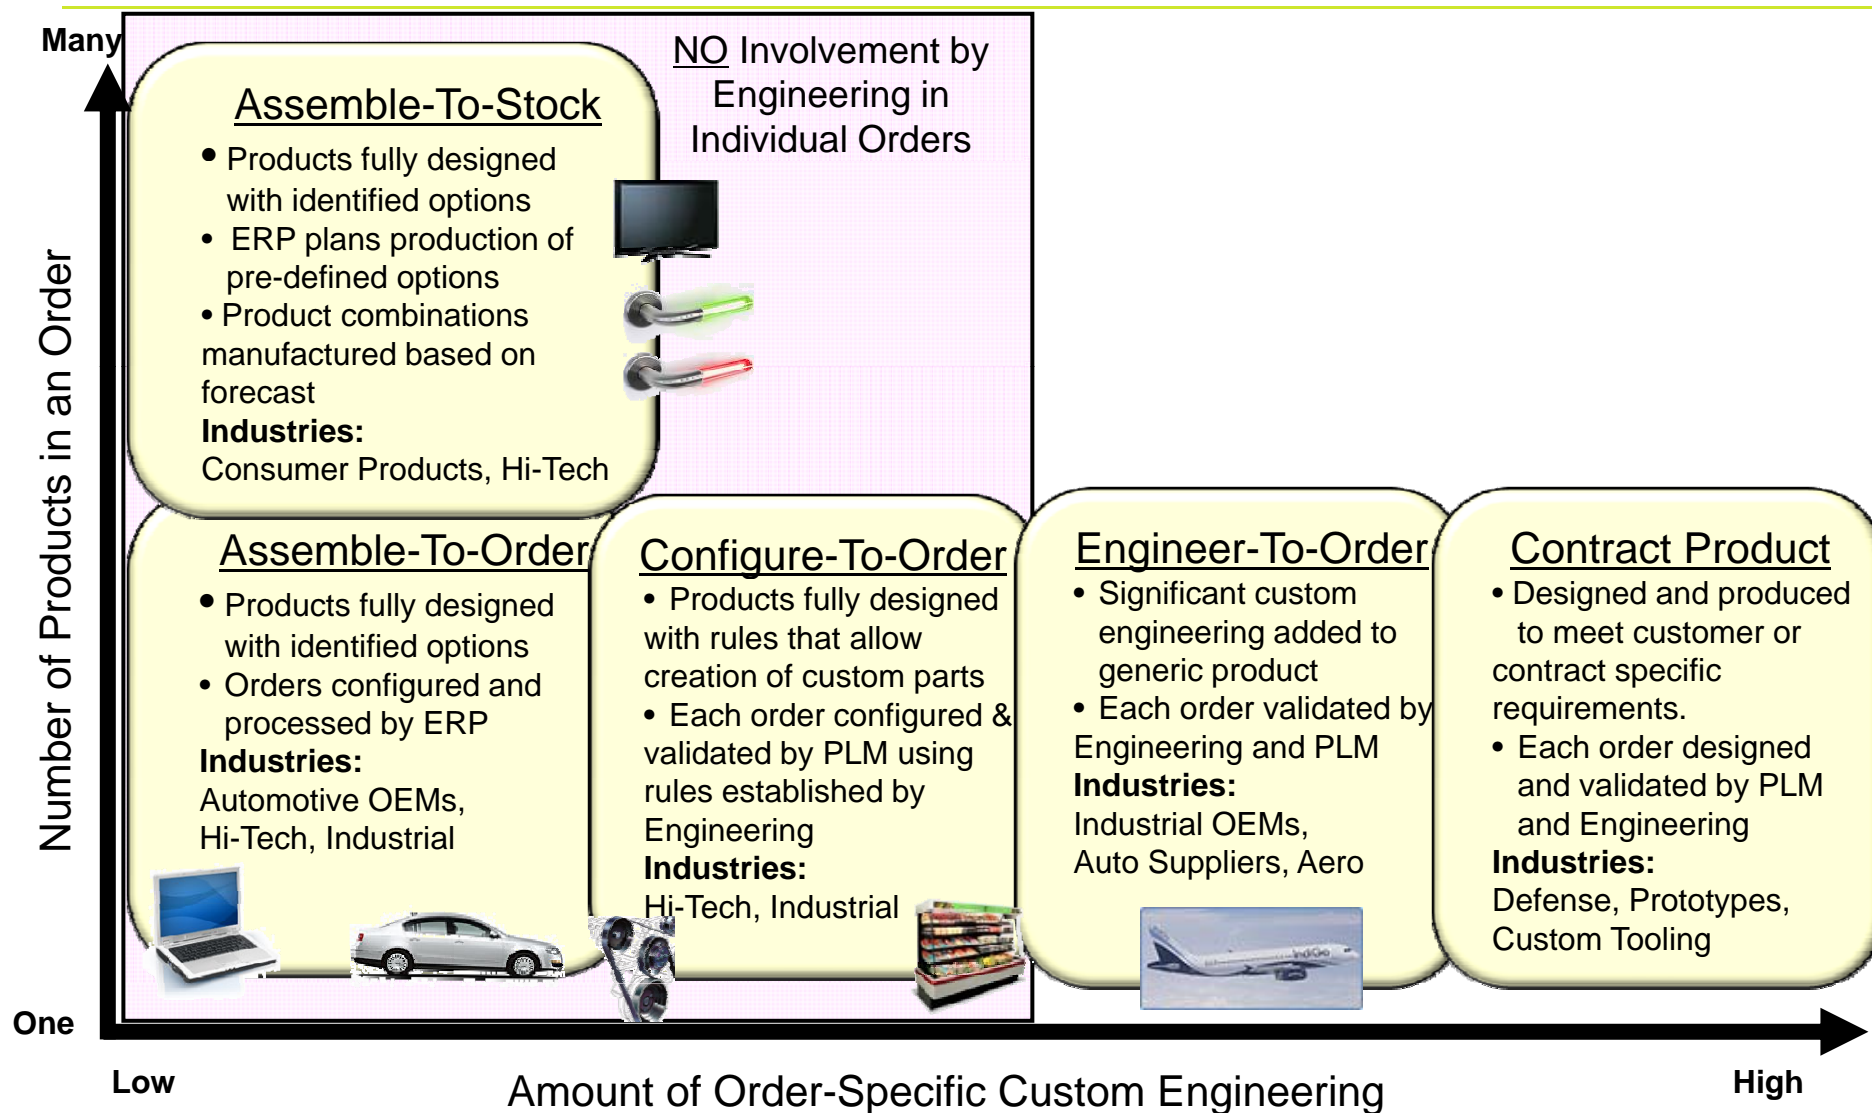 Many
NO Involvement by
Engineering in
Individual Orders
Assemble-To-Stock
• Products fully designed
with identified options
• ERP plans production of
pre-defined options
• Product combinations
manufactured based on
forecast
Industries:
Consumer Products, Hi-Tech
Number of Products in an Order
Assemble-To-Order
• Products fully designed
with identified options
• Orders configured and
processed by ERP
Industries:
Automotive OEMs,
Hi-Tech, Industrial
Configure-To-Order
• Products fully designed
with rules that allow
creation of custom parts
• Each order configured &
validated by PLM using
rules established by
Engineering
Industries:
Hi-Tech, Industrial
Engineer-To-Order
• Significant custom
engineering added to
generic product
• Each order validated by
Engineering and PLM
Industries:
Industrial OEMs,
Auto Suppliers, Aero
IndiGo
Contract Product
• Designed and produced
to meet customer or
contract specific
requirements.
• Each order designed
and validated by PLM
and Engineering
Industries:
Defense, Prototypes,
Custom Tooling
One
Low
Amount of Order-Specific Custom Engineering
High